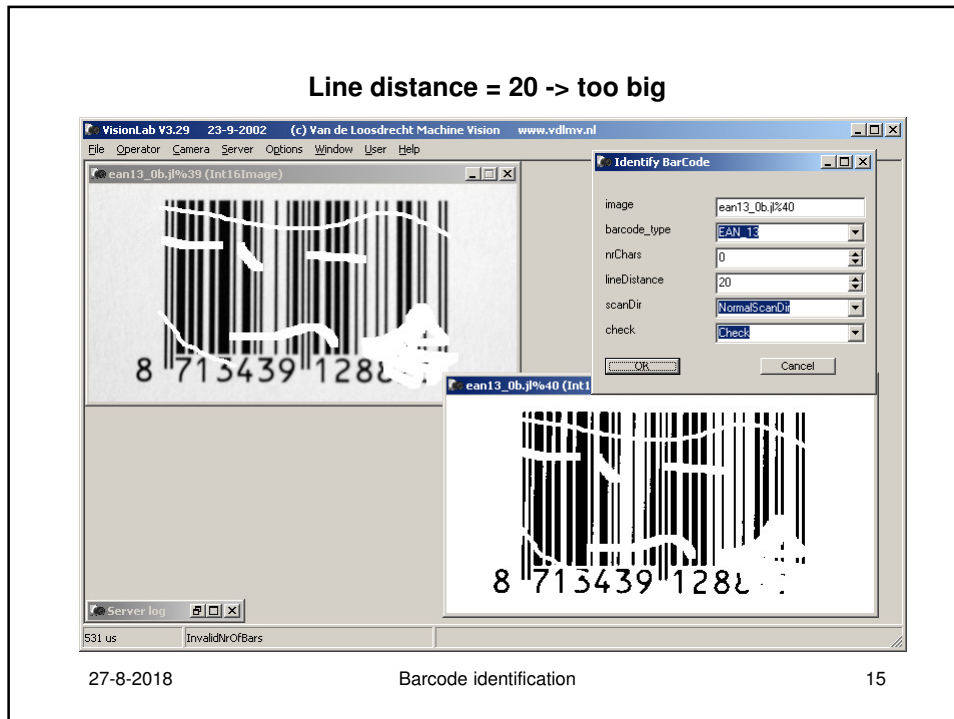 Line distance = 20 -> too big
VisionLab V3.29 23-9-2002 (c) Van de Loosdrecht Machine Vision www.vdlmv.nl
File Operator Camera Server Options Window User Help
ean13_0b.jl%39 (Int16Image)
8 713439 128
Identify BarCode
image ean13_0b.jl%40
barcode_type EAN_13
nrChars 0
lineDistance 20
scanDir NormalScanDir
check Check
OK Cancel
ean13_0b.jl%40 (Int1
8 713439 128
Server log
531 us InvalidNrOfBars
27-8-2018 Barcode identification 15